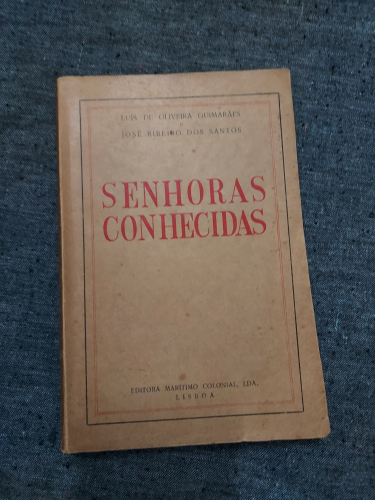 LUÍS DE OLIVEIRA GUIMARÃES
E
JOSÉ RIBEIRO DOS SANTOS
SENHORAS
CONHECIDAS
EDITORA MARÍTIMO COLONIAL, LDA.
LISBOA